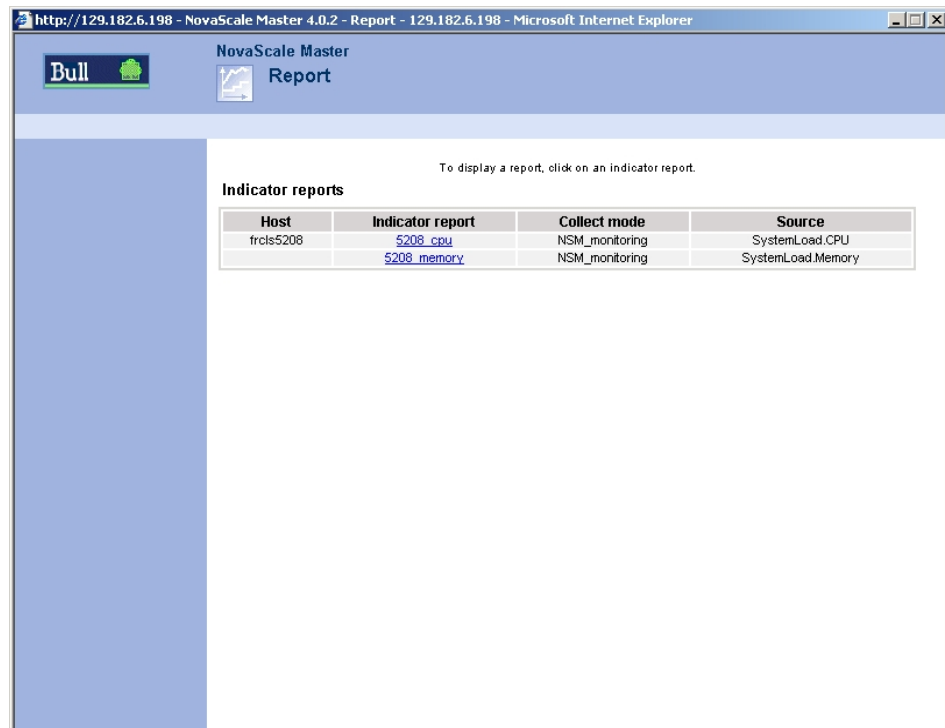 http://129.182.6.198 - NovaScale Master 4.0.2 - Report - 129.182.6.198 - Microsoft Internet Explorer
Bull
NovaScale Master
Report
To display a report, click on an indicator report.
Indicator reports
Host Indicator report Collect mode Source
frcls5208 5208_cpu NSM_monitoring SystemLoad.CPU
5208_memory NSM_monitoring SystemLoad.Memory